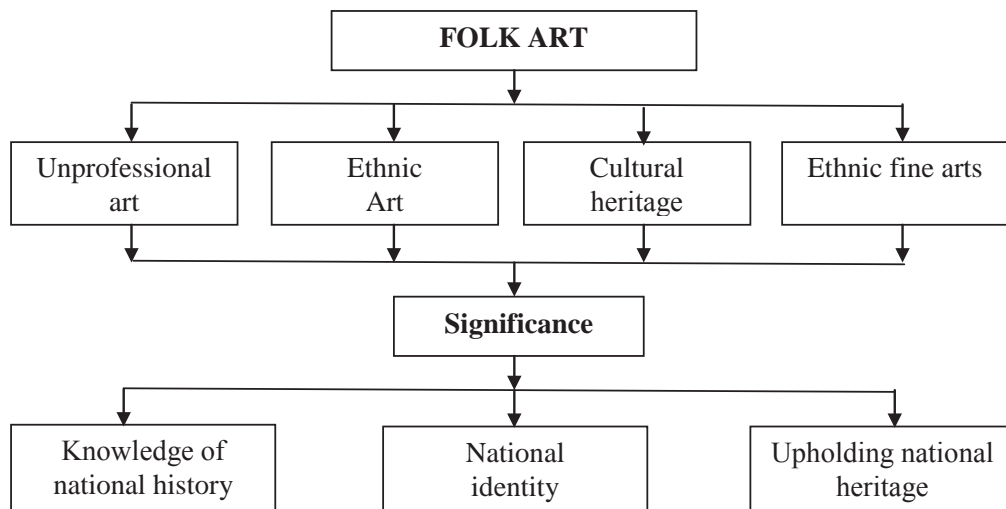 FOLK ART
Unprofessional
art
Ethnic
Art
Cultural
heritage
Ethnic fine arts
Significance
Knowledge of
national history
National
identity
Upholding national
heritage